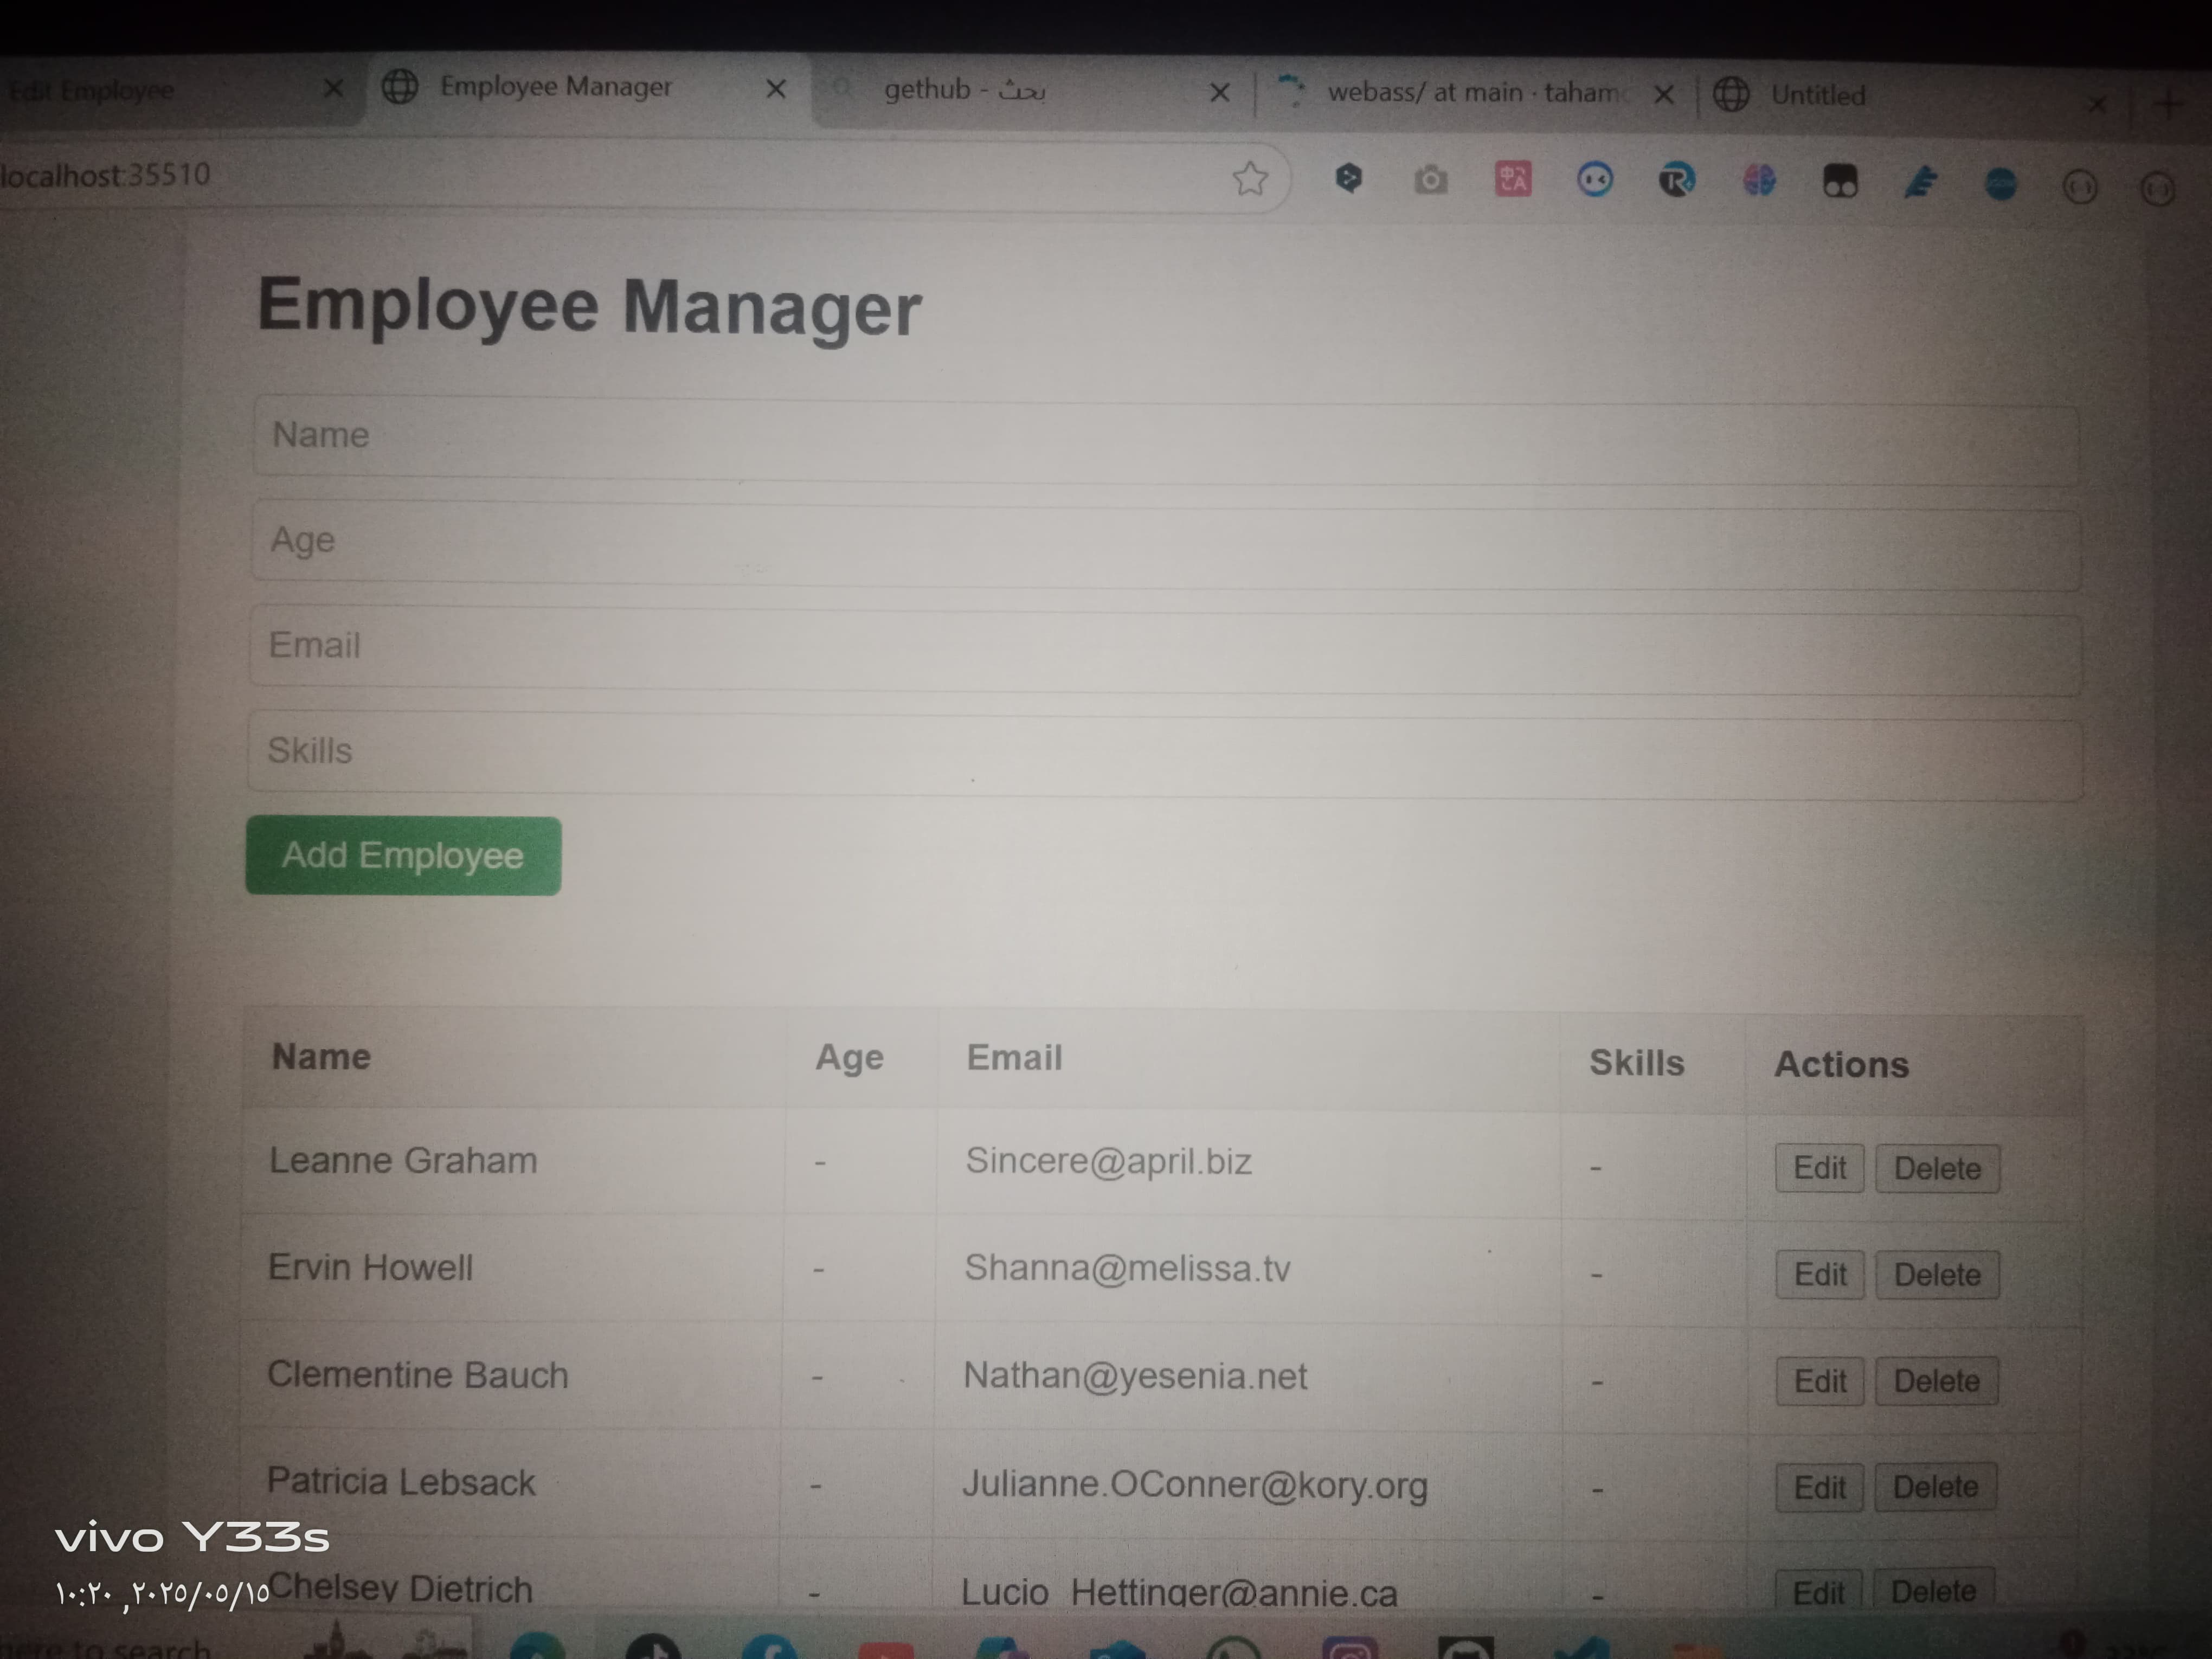 Edit Employee
Employee Manager
gethub - بحث
webass/ at main · taham
Untitled
localhost:35510
Employee Manager
Name
Age
Email
Skills
Add Employee
Name Age Email Skills Actions
Leanne Graham - Sincere@april.biz - Edit Delete
Ervin Howell - Shanna@melissa.tv - Edit Delete
Clementine Bauch - Nathan@yesenia.net - Edit Delete
Patricia Lebsack - Julianne.OConner@kory.org - Edit Delete
Chelsey Dietrich - Lucio_Hettinger@annie.ca - Edit Delete
vivo Y33s
٢٠٢٥/٠٥/١٥, ١٠:٢٠
here to search